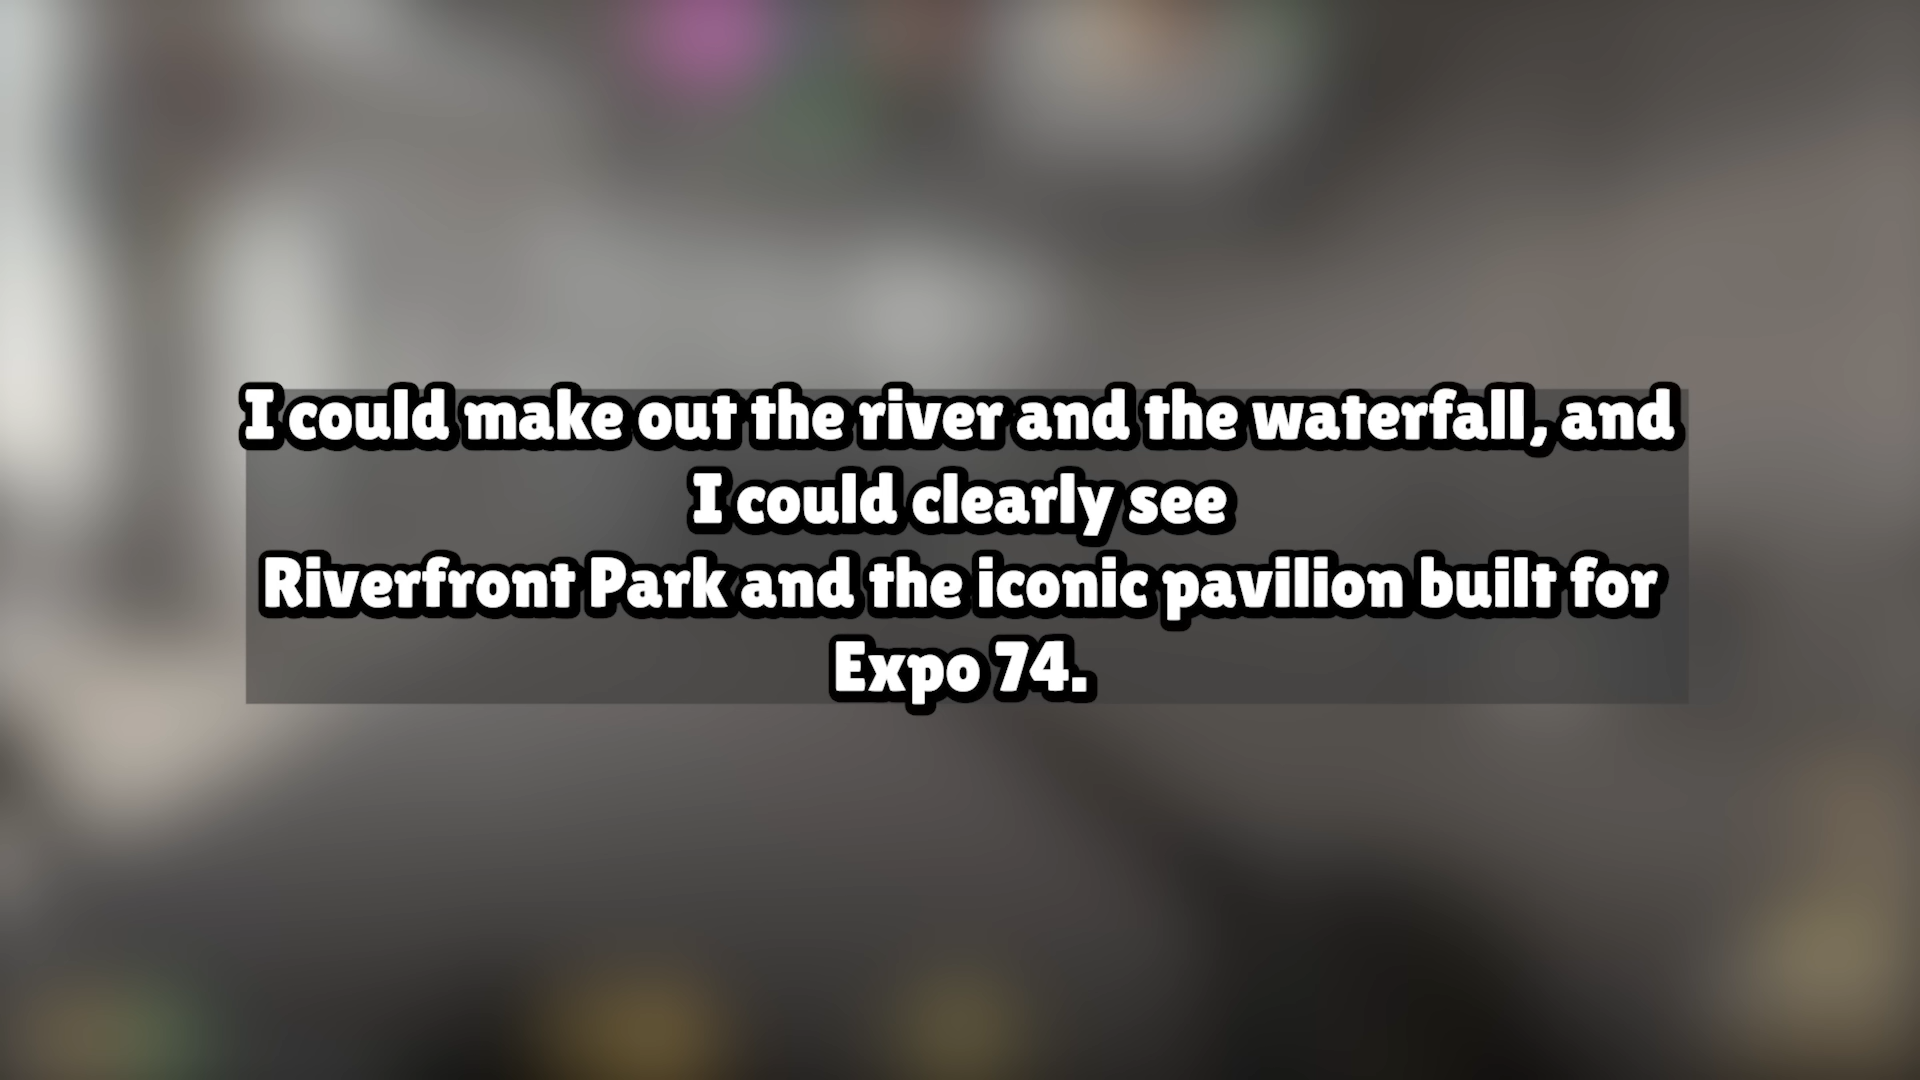 I could make out the river and the waterfall, and
I could clearly see
Riverfront Park and the iconic pavilion built for
Expo 74.